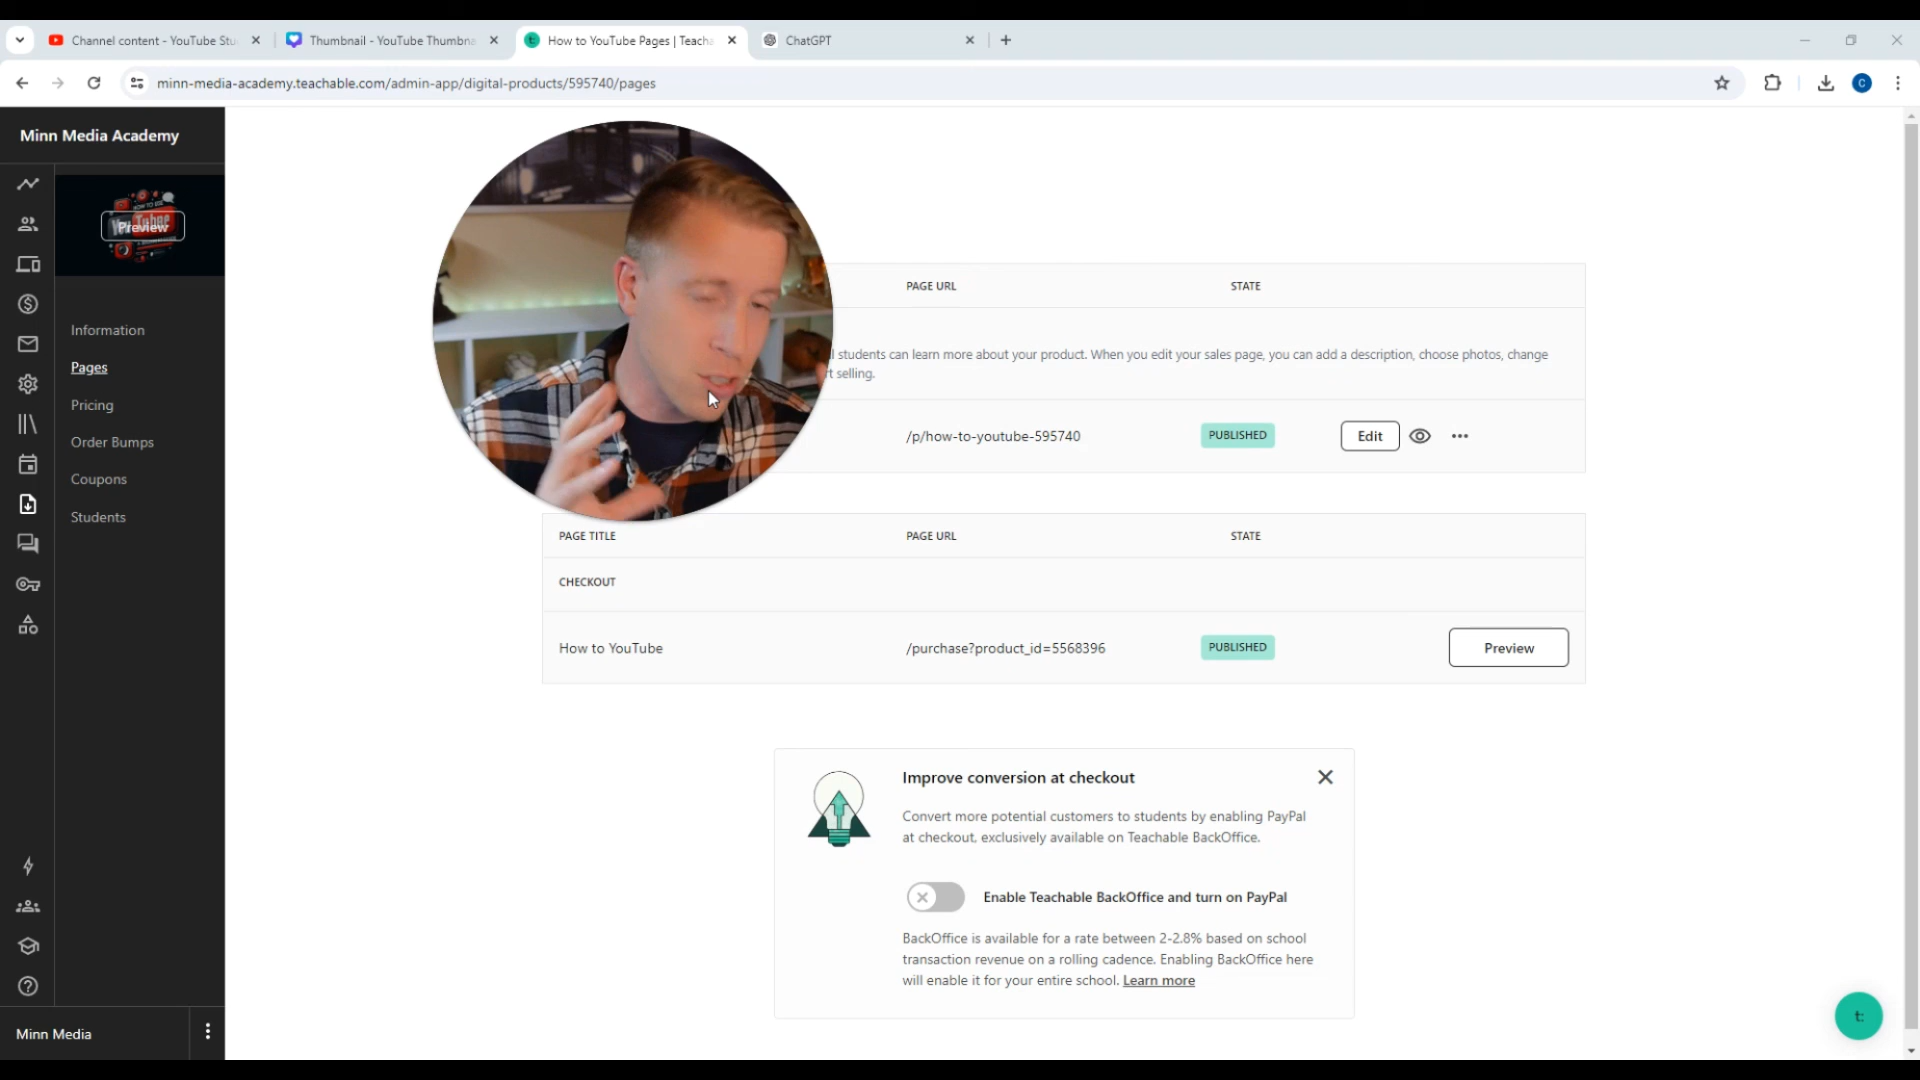 Channel content - YouTube Stu
Thumbnail - YouTube Thumbna
How to YouTube Pages | Teacha
ChatGPT
minn-media-academy.teachable.com/admin-app/digital-products/595740/pages
C
Minn Media Academy
Preview
Information
Pages
Pricing
Order Bumps
Coupons
Students
Minn Media
PAGE URL
STATE
students can learn more about your product. When you edit your sales page, you can add a description, choose photos, change
selling.
/p/how-to-youtube-595740
PUBLISHED
Edit
PAGE TITLE
PAGE URL
STATE
CHECKOUT
How to YouTube
/purchase?product_id=5568396
PUBLISHED
Preview
Improve conversion at checkout
Convert more potential customers to students by enabling PayPal
at checkout, exclusively available on Teachable BackOffice.
Enable Teachable BackOffice and turn on PayPal
BackOffice is available for a rate between 2-2.8% based on school
transaction revenue on a rolling cadence. Enabling BackOffice here
will enable it for your entire school. Learn more
t: